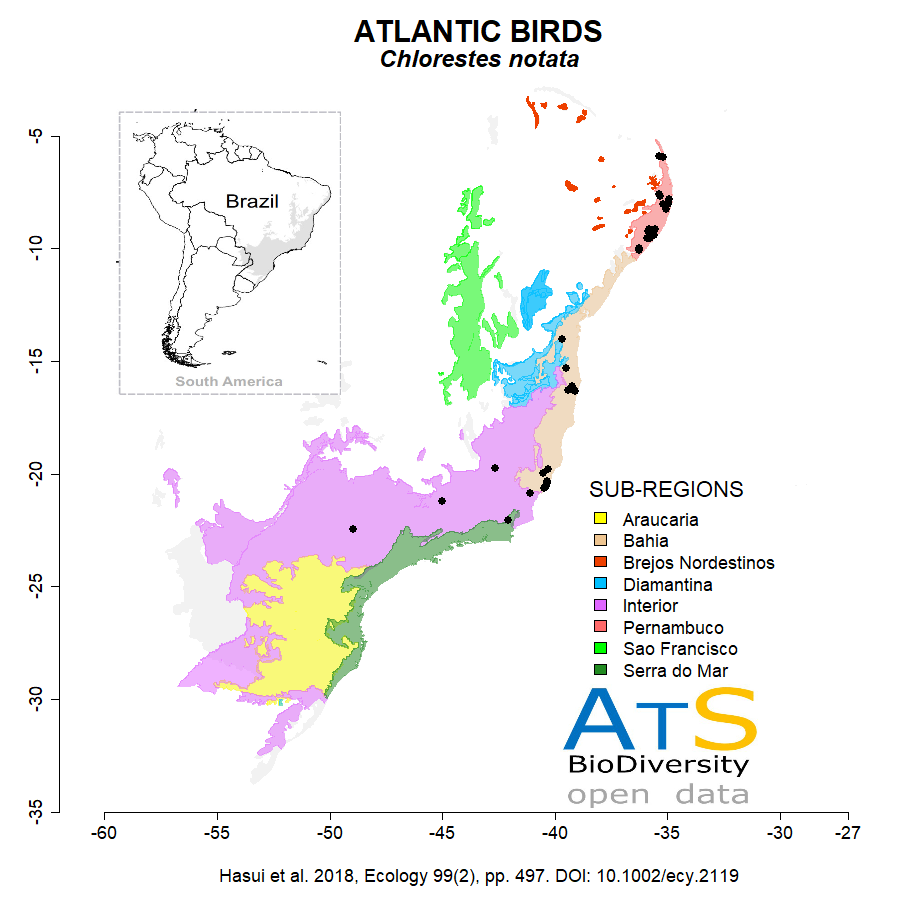 ATLANTIC BIRDS
Chlorestes notata
Brazil
South America
-5
-10
-15
-20
-25
-30
-35
SUB-REGIONS
Araucaria
Bahia
Brejos Nordestinos
Diamantina
Interior
Pernambuco
Sao Francisco
Serra do Mar
ATS
BioDiversity
open data
-60 -55 -50 -45 -40 -35 -30 -27
Hasui et al. 2018, Ecology 99(2), pp. 497. DOI: 10.1002/ecy.2119